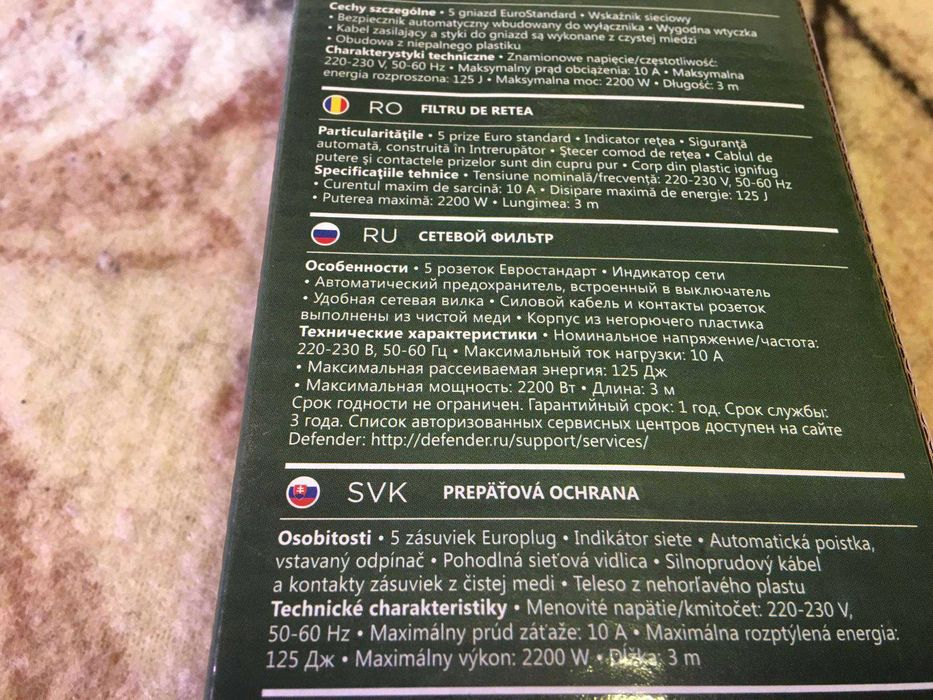 Cechy szczególne • 5 gniazd EuroStandard • Wskaźnik sieciowy
• Bezpiecznik automatyczny wbudowany do wyłącznika • Wygodna wtyczka
• Kabel zasilający a styki do gniazd są wykonane z czystej miedzi
• Obudowa z niepalnego plastiku
Charakterystyki techniczne • Znamionowe napięcie/częstotliwość:
220-230 V, 50-60 Hz • Maksymalny prąd obciążenia: 10 A • Maksymalna
energia rozproszona: 125 J • Maksymalna moc: 2200 W • Długość: 3 m
RO FILTRU DE RETEA
Particularitățile • 5 prize Euro standard • Indicator rețea • Siguranță
automată, construită în Întrerupător • Ștecer comod de rețea • Cablul de
putere și contactele prizelor sunt din cupru pur • Corp din plastic ignifug
Specificațiile tehnice • Tensiune nominală/frecvență: 220-230 V, 50-60 Hz
• Curentul maxim de sarcină: 10 A • Disipare maximă de energie: 125 J
• Puterea maximă: 2200 W • Lungimea: 3 m
RU СЕТЕВОЙ ФИЛЬТР
Особенности • 5 розеток Евростандарт • Индикатор сети
• Автоматический предохранитель, встроенный в выключатель
• Удобная сетевая вилка • Силовой кабель и контакты розеток
выполнены из чистой меди • Корпус из негорючего пластика
Технические характеристики • Номинальное напряжение/частота:
220-230 В, 50-60 Гц • Максимальный ток нагрузки: 10 А
• Максимальная рассеиваемая энергия: 125 Дж
• Максимальная мощность: 2200 Вт • Длина: 3 м
Срок годности не ограничен. Гарантийный срок: 1 год. Срок службы:
3 года. Список авторизованных сервисных центров доступен на сайте
Defender: http://defender.ru/support/services/
SVK PREPÄŤOVÁ OCHRANA
Osobitosti • 5 zásuviek Europlug • Indikátor siete • Automatická poistka,
vstavaný odpínač • Pohodlná sieťová vidlica • Silnoprudový kábel
a kontakty zásuviek z čistej medi • Teleso z nehorľavého plastu
Technické charakteristiky • Menovité napätie/kmitočet: 220-230 V,
50-60 Hz • Maximálny prúd záťaže: 10 A • Maximálna rozptýlená energia:
125 Дж • Maximálny výkon: 2200 W • Dĺžka: 3 m